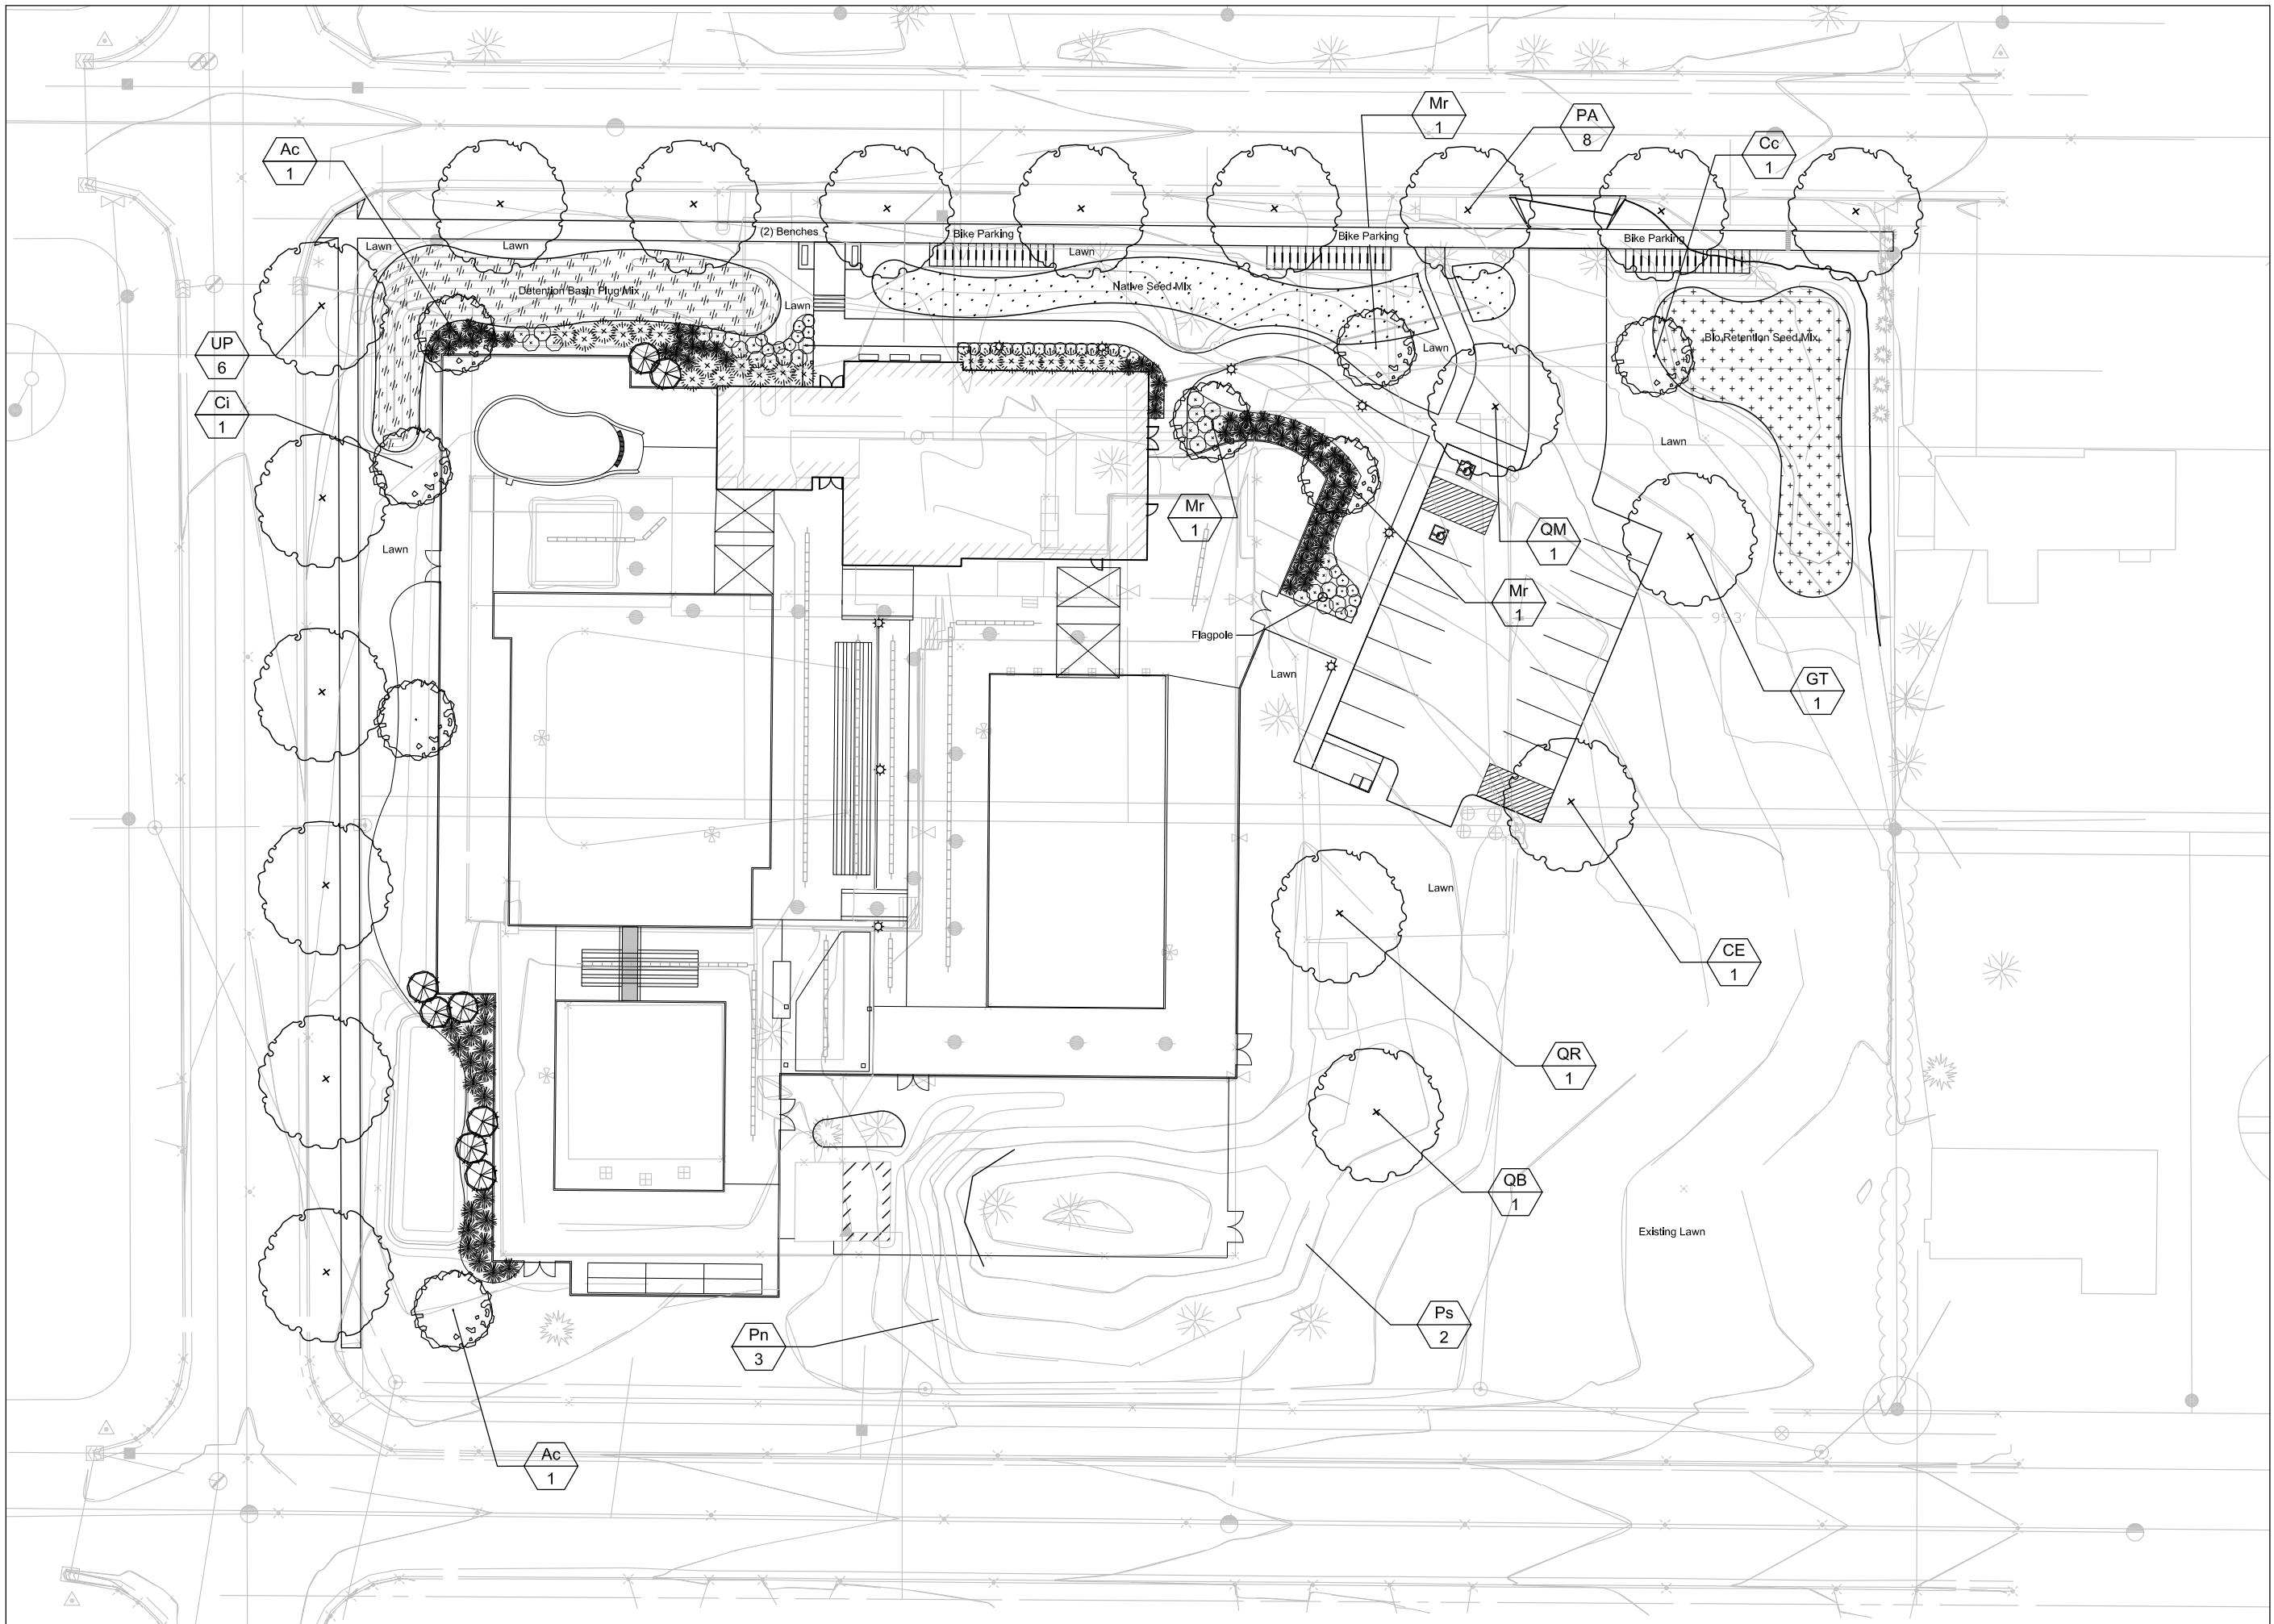 Mr
1
PA
8
Cc
1
Ac
1
(2) Benches
Bike Parking
Bike Parking
Bike Parking
Lawn
Lawn
Lawn
Detention Basin Plug Mix
Native Seed Mix
Lawn
UP
6
Lawn
Bio Retention Seed Mix
Ci
1
Lawn
Mr
1
QM
1
Lawn
Mr
1
993'
Flagpole
Lawn
GT
1
Lawn
CE
1
QR
1
QB
1
Existing Lawn
Pn
3
Ps
2
Ac
1